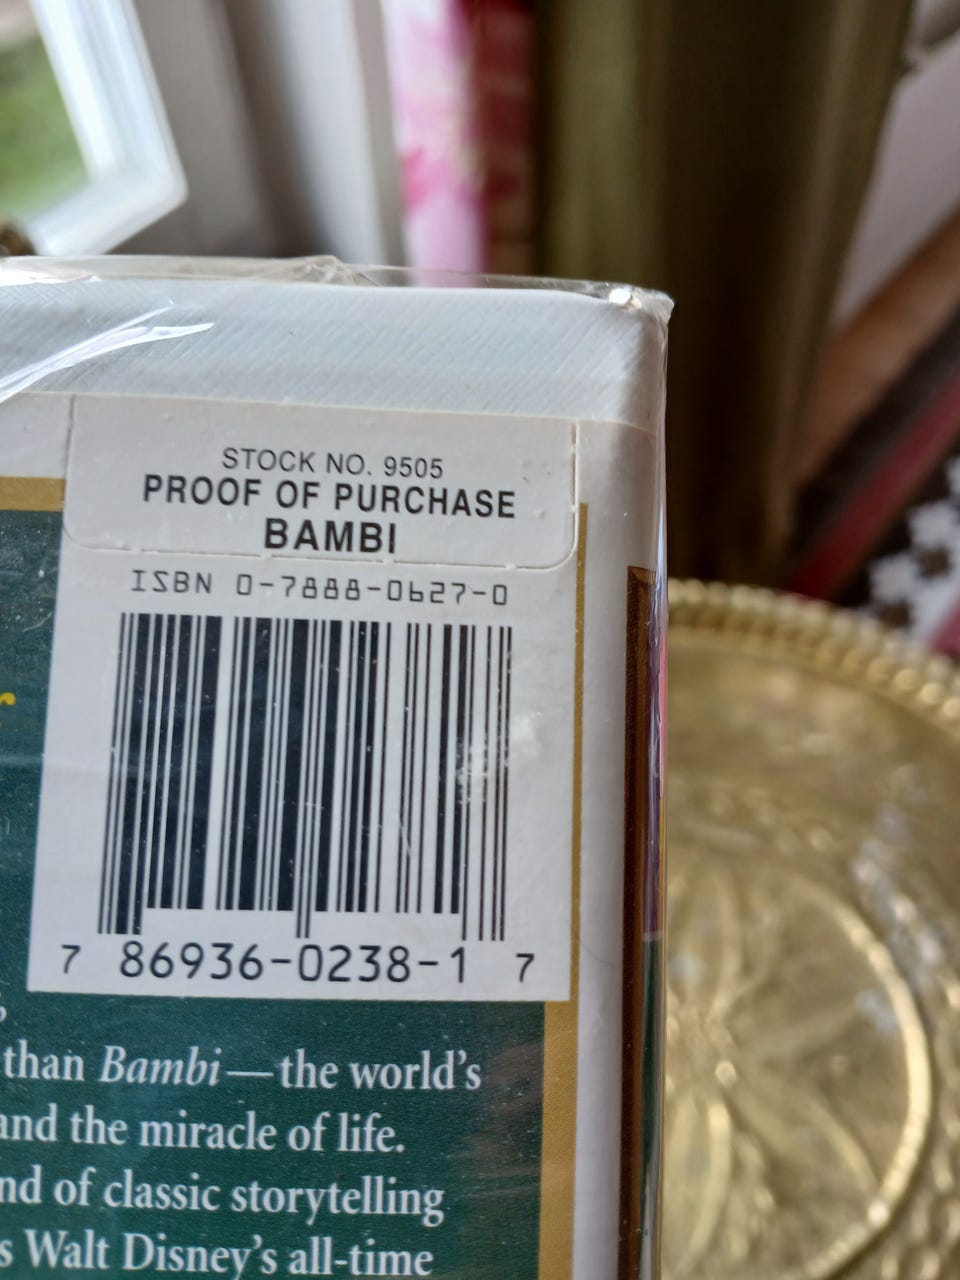 STOCK NO. 9505
PROOF OF PURCHASE
BAMBI
ISBN 0-7888-0627-0
7 86936-0238-1 7
than Bambi—the world's
and the miracle of life.
of classic storytelling
Walt Disney's all-time